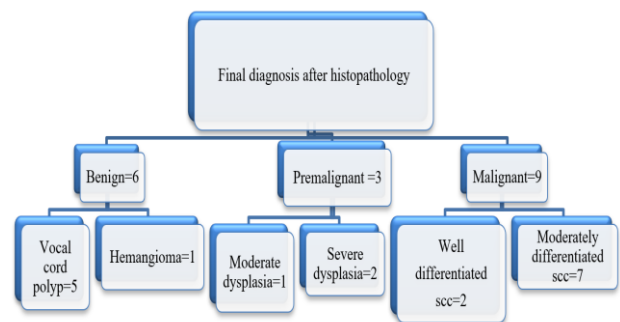 Final diagnosis after histopathology
Benign=6
Premalignant =3
Malignant=9
Vocal
cord
polyp=5
Hemangioma=1
Moderate
dysplasia=1
Severe
dysplasia=2
Well
differentiated
scc=2
Moderately
differentiated
scc=7